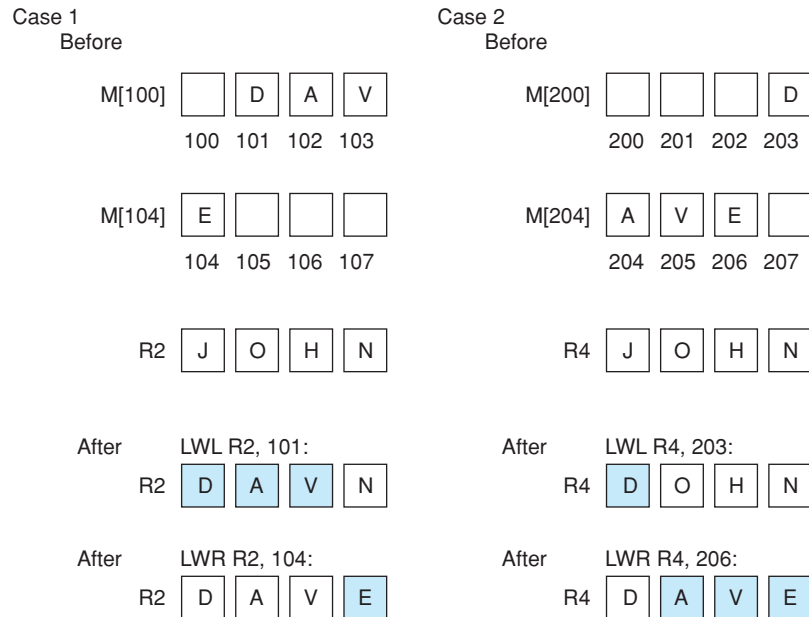 Case 1 Case 2
Before Before
M[100] D A V M[200] D
100 101 102 103 200 201 202 203
M[104] E M[204] A V E
104 105 106 107 204 205 206 207
R2 J O H N R4 J O H N
After LWL R2, 101: After LWL R4, 203:
R2 D A V N R4 D O H N
After LWR R2, 104: After LWR R4, 206:
R2 D A V E R4 D A V E